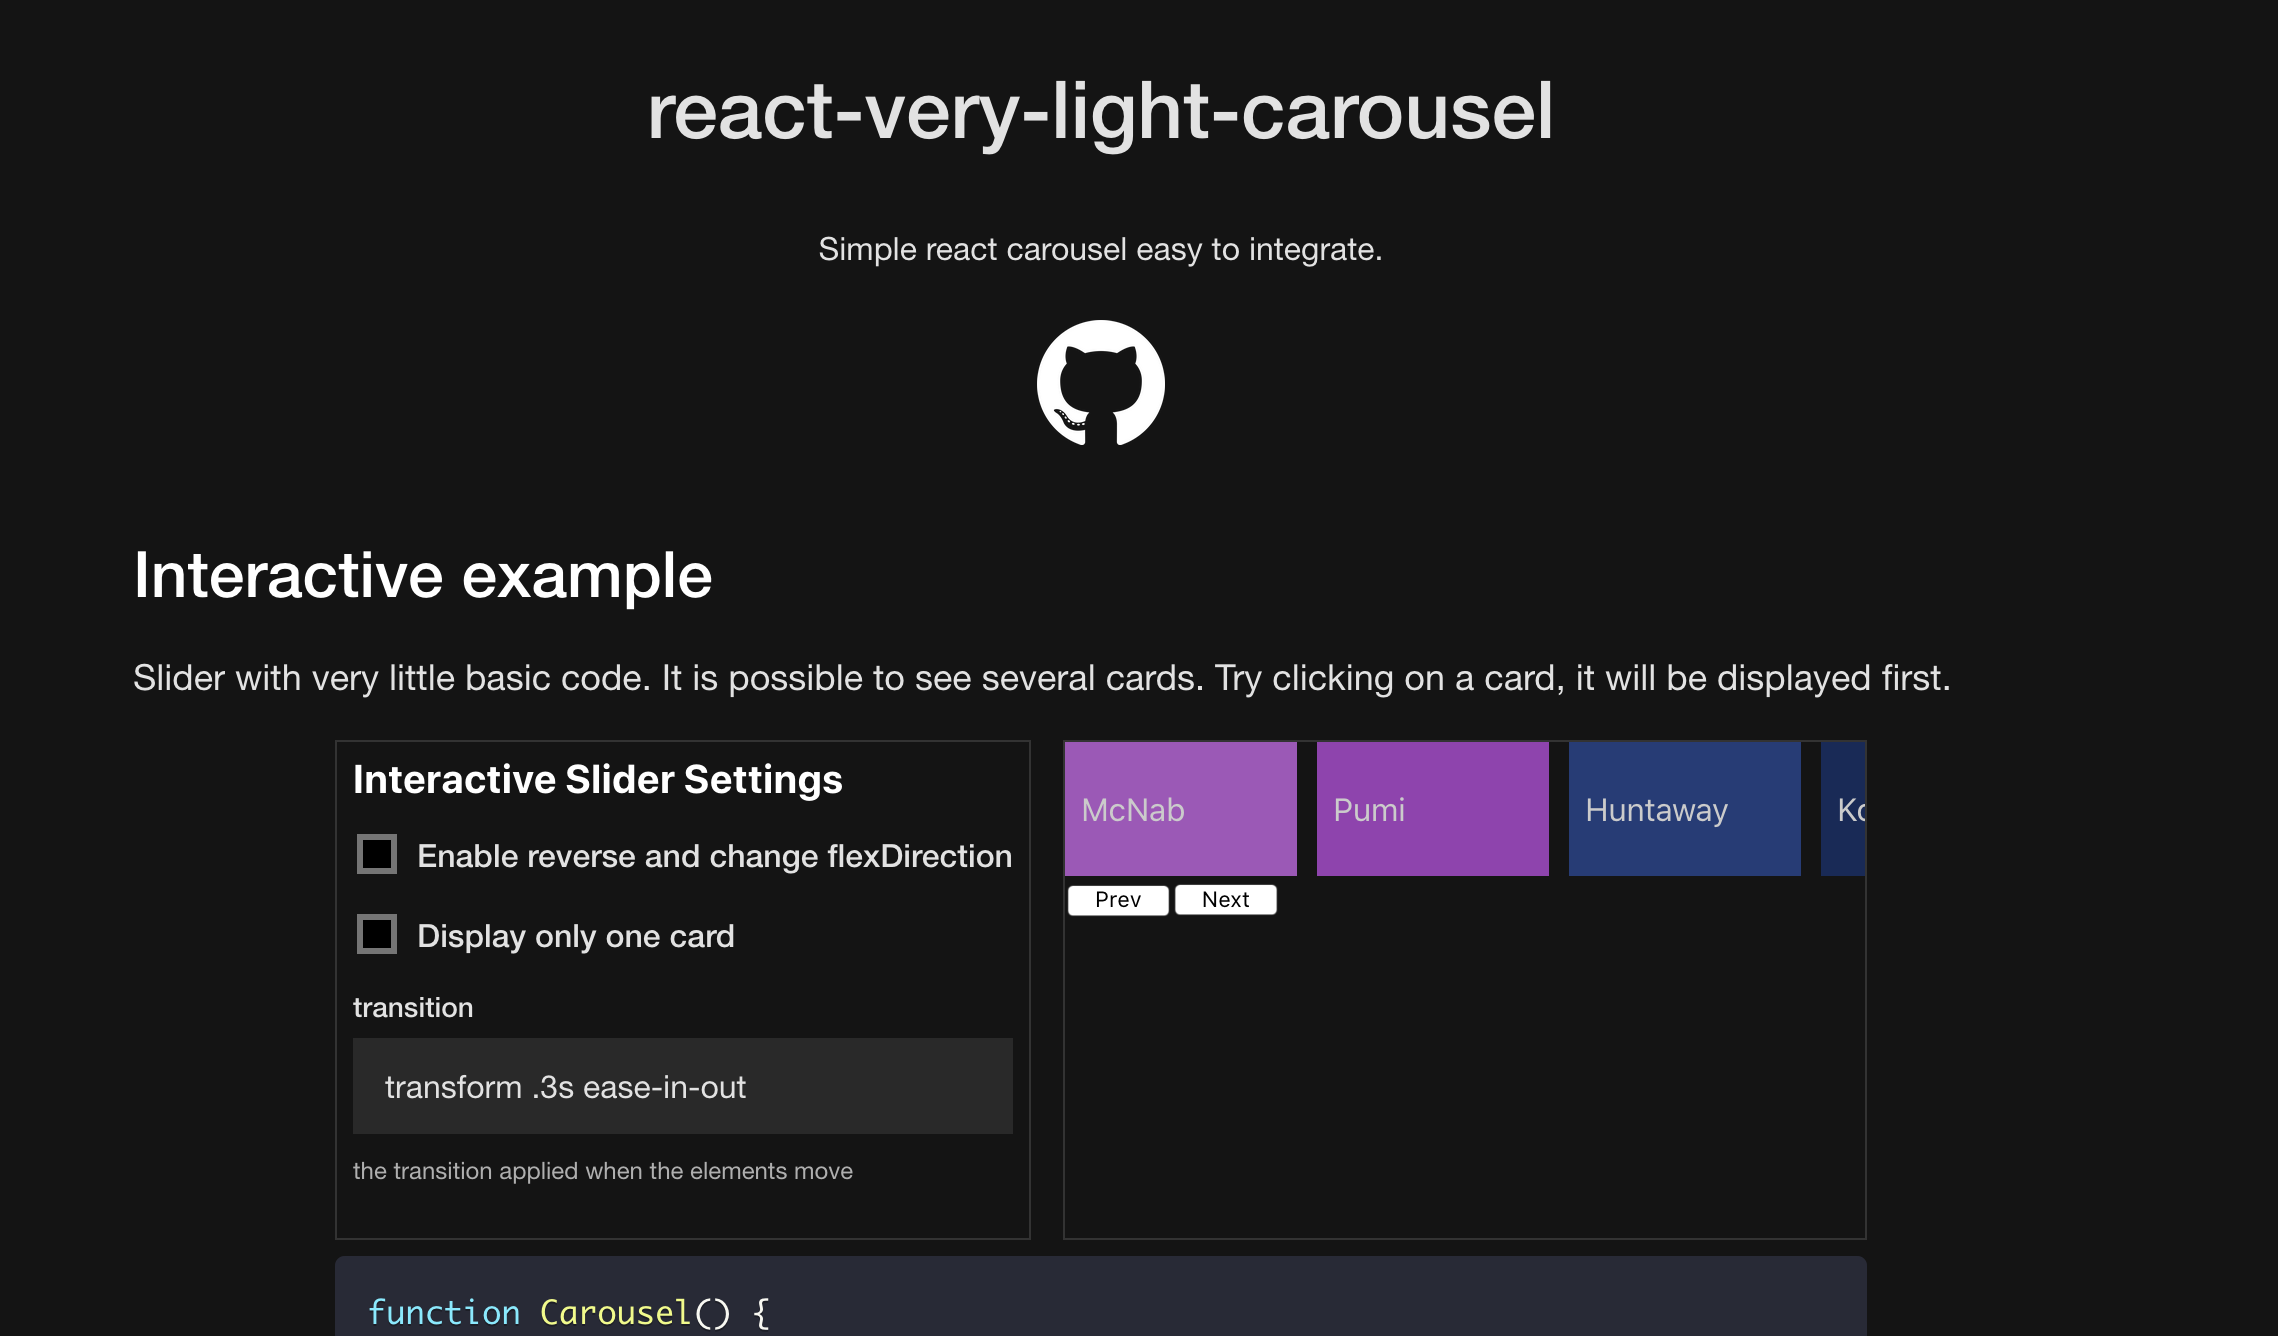 react-very-light-carousel
Simple react carousel easy to integrate.
Interactive example
Slider with very little basic code. It is possible to see several cards. Try clicking on a card, it will be displayed first.
Interactive Slider Settings
Enable reverse and change flexDirection
Display only one card
transition
transform .3s ease-in-out
the transition applied when the elements move
McNab
Pumi
Huntaway
Prev
Next
function Carousel() {